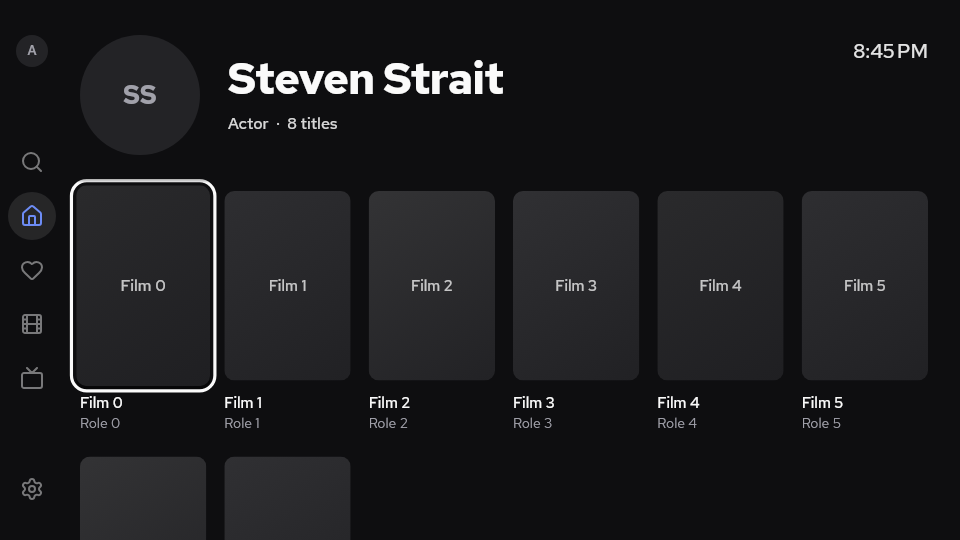 A
8:45 PM
SS
Steven Strait
Actor · 8 titles
Film 0
Film 1
Film 2
Film 3
Film 4
Film 5
Film 0
Film 1
Film 2
Film 3
Film 4
Film 5
Role 0
Role 1
Role 2
Role 3
Role 4
Role 5